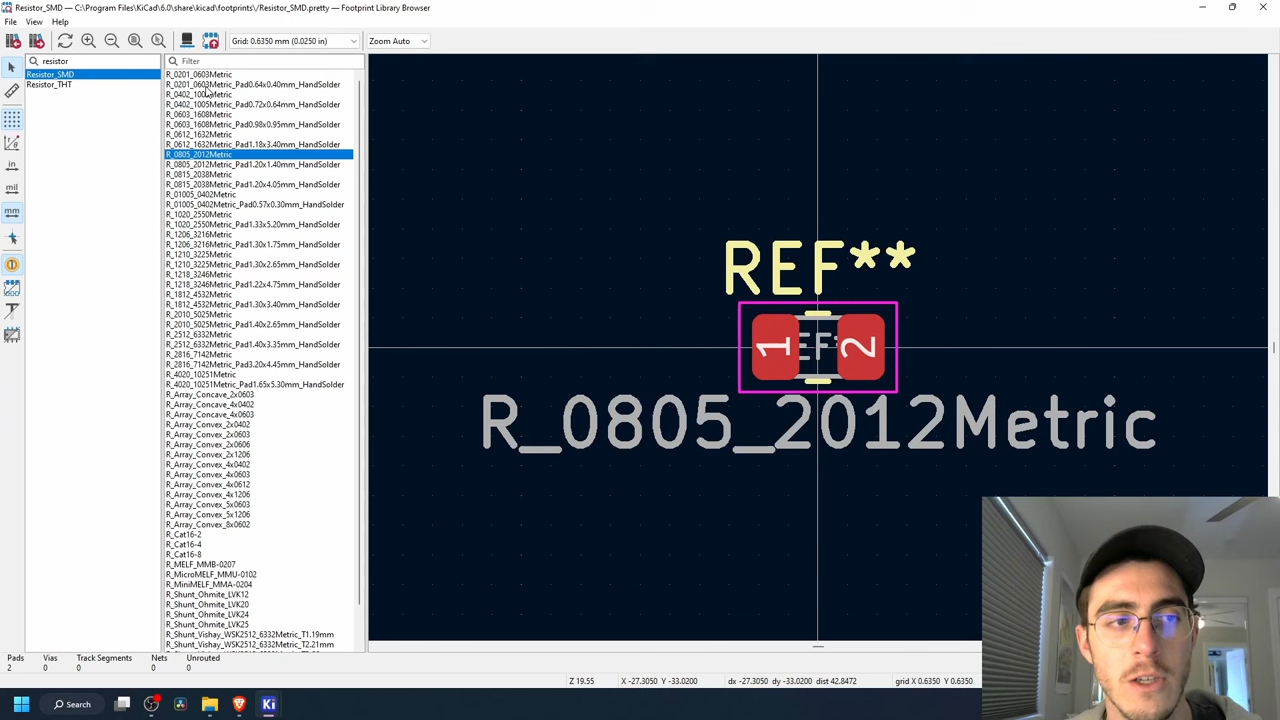 Resistor_SMD — C:\Program Files\KiCad\6.0\share\kicad\footprints\/Resistor_SMD.pretty — Footprint Library Browser
File View Help
Grid: 0.6350 mm (0.0250 in) Zoom Auto
resistor Filter
Resistor_SMD
Resistor_THT
in
mil
mm
R_0201_0603Metric
R_0201_0603Metric_Pad0.64x0.40mm_HandSolder
R_0402_1005Metric
R_0402_1005Metric_Pad0.72x0.64mm_HandSolder
R_0603_1608Metric
R_0603_1608Metric_Pad0.98x0.95mm_HandSolder
R_0612_1632Metric
R_0612_1632Metric_Pad1.18x3.40mm_HandSolder
R_0805_2012Metric
R_0805_2012Metric_Pad1.20x1.40mm_HandSolder
R_0815_2038Metric
R_0815_2038Metric_Pad1.20x4.05mm_HandSolder
R_01005_0402Metric
R_01005_0402Metric_Pad0.57x0.30mm_HandSolder
R_1020_2550Metric
R_1020_2550Metric_Pad1.33x5.20mm_HandSolder
R_1206_3216Metric
R_1206_3216Metric_Pad1.30x1.75mm_HandSolder
R_1210_3225Metric
R_1210_3225Metric_Pad1.30x2.65mm_HandSolder
R_1218_3246Metric
R_1218_3246Metric_Pad1.22x4.75mm_HandSolder
R_1812_4532Metric
R_1812_4532Metric_Pad1.30x3.40mm_HandSolder
R_2010_5025Metric
R_2010_5025Metric_Pad1.40x2.65mm_HandSolder
R_2512_6332Metric
R_2512_6332Metric_Pad1.40x3.35mm_HandSolder
R_2816_7142Metric
R_2816_7142Metric_Pad3.20x4.45mm_HandSolder
R_4020_10251Metric
R_4020_10251Metric_Pad1.65x5.30mm_HandSolder
R_Array_Concave_2x0603
R_Array_Concave_4x0402
R_Array_Concave_4x0603
R_Array_Convex_2x0402
R_Array_Convex_2x0603
R_Array_Convex_2x0606
R_Array_Convex_2x1206
R_Array_Convex_4x0402
R_Array_Convex_4x0603
R_Array_Convex_4x0612
R_Array_Convex_4x1206
R_Array_Convex_5x0603
R_Array_Convex_5x1206
R_Array_Convex_8x0602
R_Cat16-2
R_Cat16-4
R_Cat16-8
R_MELF_MMB-0207
R_MicroMELF_MMU-0102
R_MiniMELF_MMA-0204
R_Shunt_Ohmite_LVK12
R_Shunt_Ohmite_LVK20
R_Shunt_Ohmite_LVK24
R_Shunt_Ohmite_LVK25
R_Shunt_Vishay_WSK2512_6332Metric_T1.19mm
R_Shunt_Vishay_WSK2512_6332Metric_T2.21mm
REF**
1 2
R_0805_2012Metric
Pads Vias Track Segments Nets Unrouted
2 0 0 0 0
Z 19.55 X -27.3050 Y -33.0200 dx -27.3050 dy -33.0200 dist 42.8472 grid X 0.6350 Y 0.6350
Search
Ki